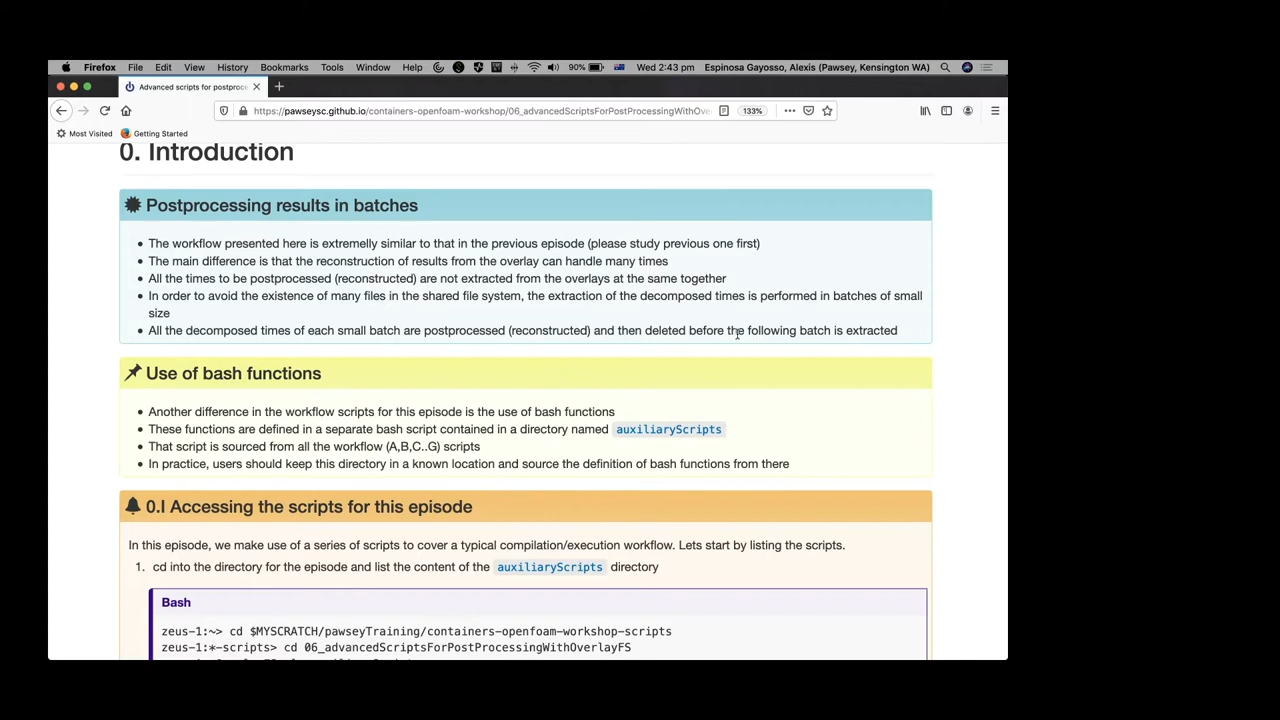 Firefox File Edit View History Bookmarks Tools Window Help 90% Wed 2:43 pm Espinosa Gayosso, Alexis (Pawsey, Kensington WA)
Advanced scripts for postproce
https://pawseysc.github.io/containers-openfoam-workshop/06_advancedScriptsForPostProcessingWithOve 133%
Most Visited Getting Started
0. Introduction
Postprocessing results in batches
• The workflow presented here is extremelly similar to that in the previous episode (please study previous one first)
• The main difference is that the reconstruction of results from the overlay can handle many times
• All the times to be postprocessed (reconstructed) are not extracted from the overlays at the same together
• In order to avoid the existence of many files in the shared file system, the extraction of the decomposed times is performed in batches of small
size
• All the decomposed times of each small batch are postprocessed (reconstructed) and then deleted before the following batch is extracted
Use of bash functions
• Another difference in the workflow scripts for this episode is the use of bash functions
• These functions are defined in a separate bash script contained in a directory named auxiliaryScripts
• That script is sourced from all the workflow (A,B,C..G) scripts
• In practice, users should keep this directory in a known location and source the definition of bash functions from there
0.I Accessing the scripts for this episode
In this episode, we make use of a series of scripts to cover a typical compilation/execution workflow. Lets start by listing the scripts.
1. cd into the directory for the episode and list the content of the auxiliaryScripts directory
Bash
zeus-1:~> cd $MYSCRATCH/pawseyTraining/containers-openfoam-workshop-scripts
zeus-1:*-scripts> cd 06_advancedScriptsForPostProcessingWithOverlayFS